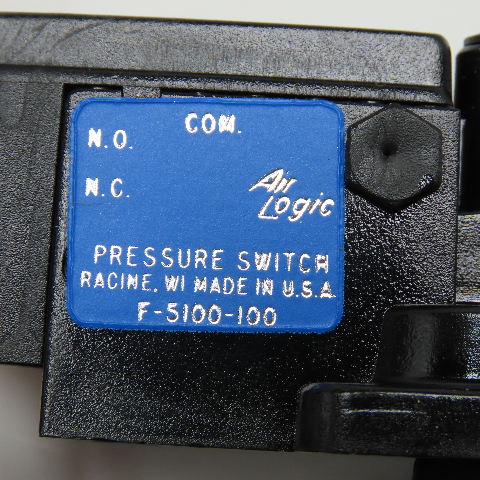 COM.
N.O.
N.C.
Air
Logic
PRESSURE SWITCH
RACINE, WI MADE IN U.S.A
F-5100-100